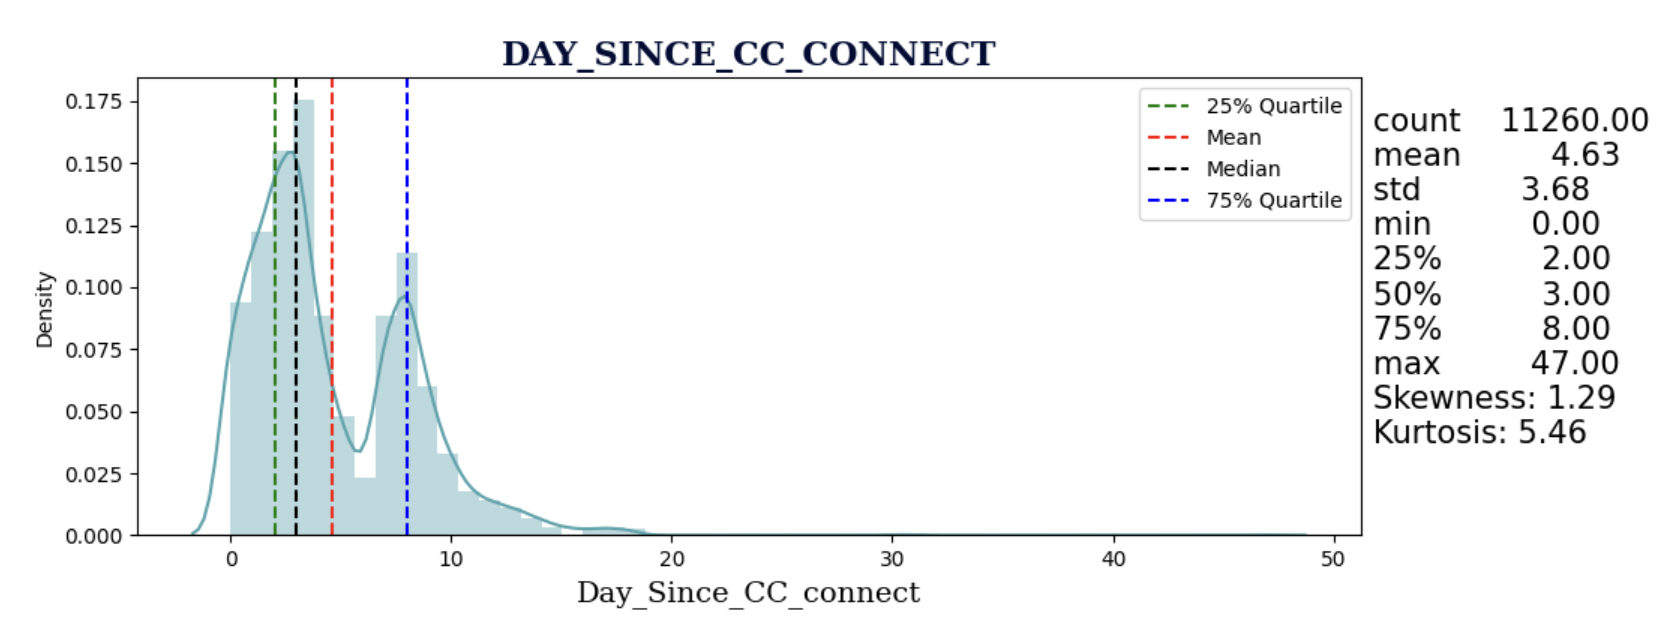 DAY_SINCE_CC_CONNECT
0.175
0.150
0.125
0.100
0.075
0.050
0.025
0.000
Density
0
10
20
30
40
50
Day_Since_CC_connect
25% Quartile
Mean
Median
75% Quartile
count 11260.00
mean 4.63
std 3.68
min 0.00
25% 2.00
50% 3.00
75% 8.00
max 47.00
Skewness: 1.29
Kurtosis: 5.46